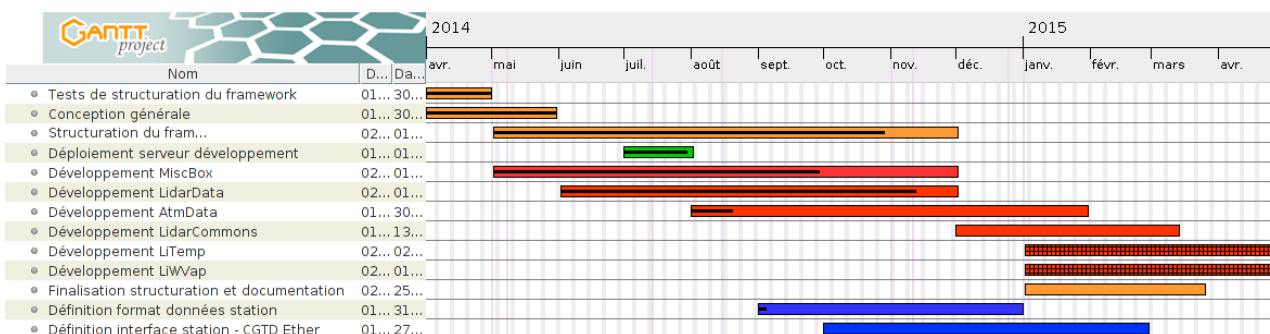 GANTT project
2014 2015
Nom D... Da... avr. mai juin juil. août sept. oct. nov. déc. janv. févr. mars avr.
Tests de structuration du framework 01... 30...
Conception générale 01... 30...
Structuration du fram... 02... 01...
Déploiement serveur développement 01... 01...
Développement MiscBox 02... 01...
Développement LidarData 02... 01...
Développement AtmData 01... 30...
Développement LidarCommons 01... 13...
Développement LiTemp 02... 02...
Développement LiWVap 02... 01...
Finalisation structuration et documentation 02... 25...
Définition format données station 01... 31...
Définition interface station - CGTD Ether 01... 27...